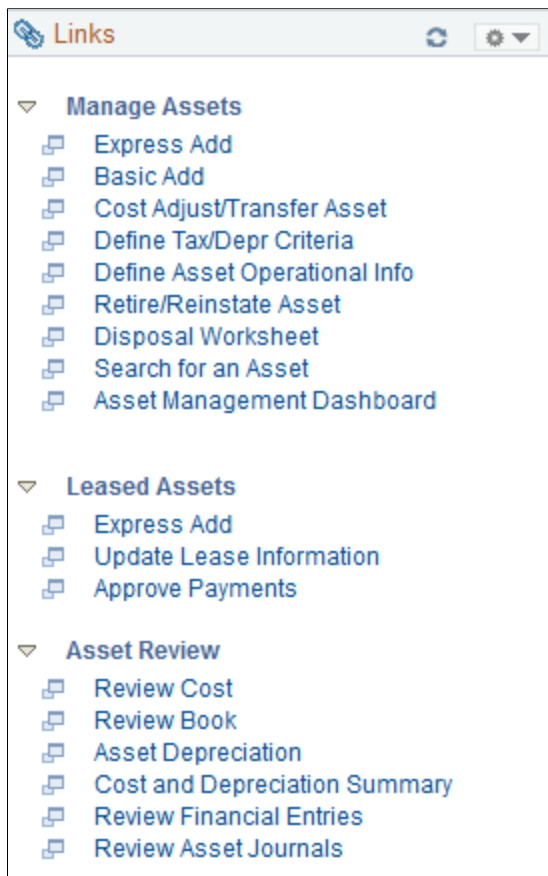 Links
Manage Assets
Express Add
Basic Add
Cost Adjust/Transfer Asset
Define Tax/Depr Criteria
Define Asset Operational Info
Retire/Reinstate Asset
Disposal Worksheet
Search for an Asset
Asset Management Dashboard
Leased Assets
Express Add
Update Lease Information
Approve Payments
Asset Review
Review Cost
Review Book
Asset Depreciation
Cost and Depreciation Summary
Review Financial Entries
Review Asset Journals